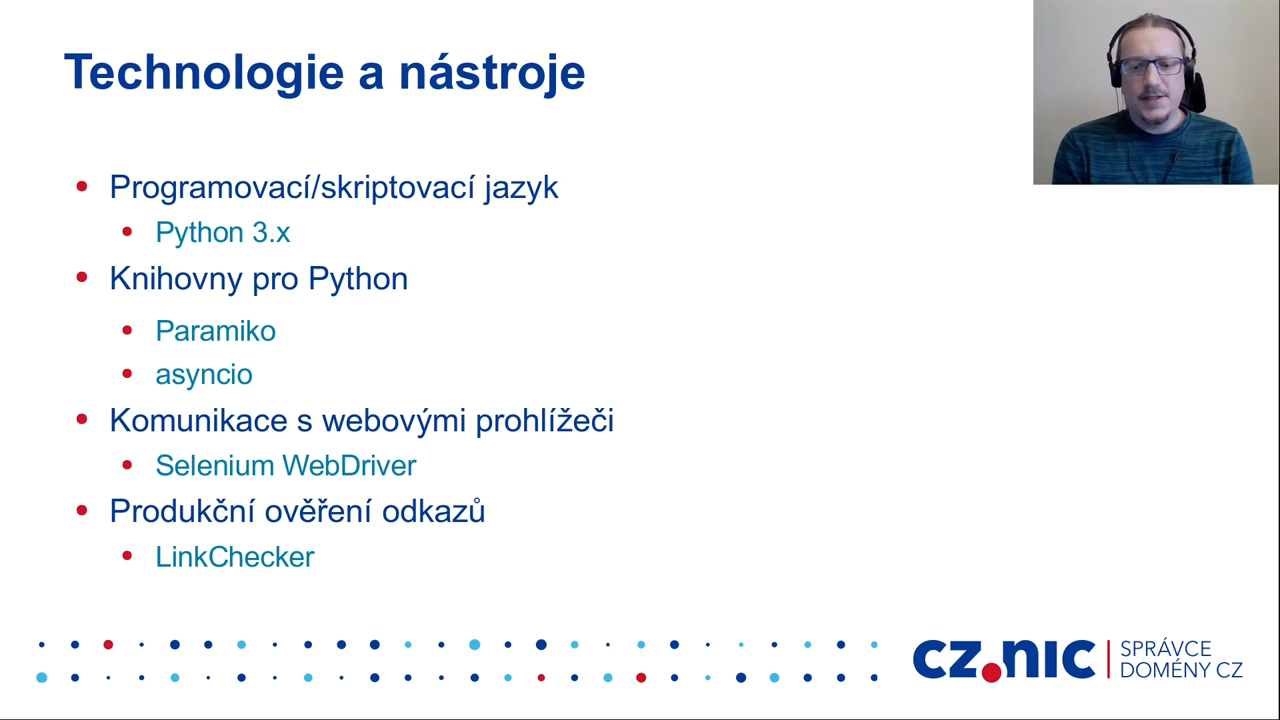 Technologie a nástroje
Programovací/skriptovací jazyk
Python 3.x
Knihovny pro Python
Paramiko
asyncio
Komunikace s webovými prohlížeči
Selenium WebDriver
Produkční ověření odkazů
LinkChecker
CZ.NIC
SPRÁVCE
DOMÉNY CZ